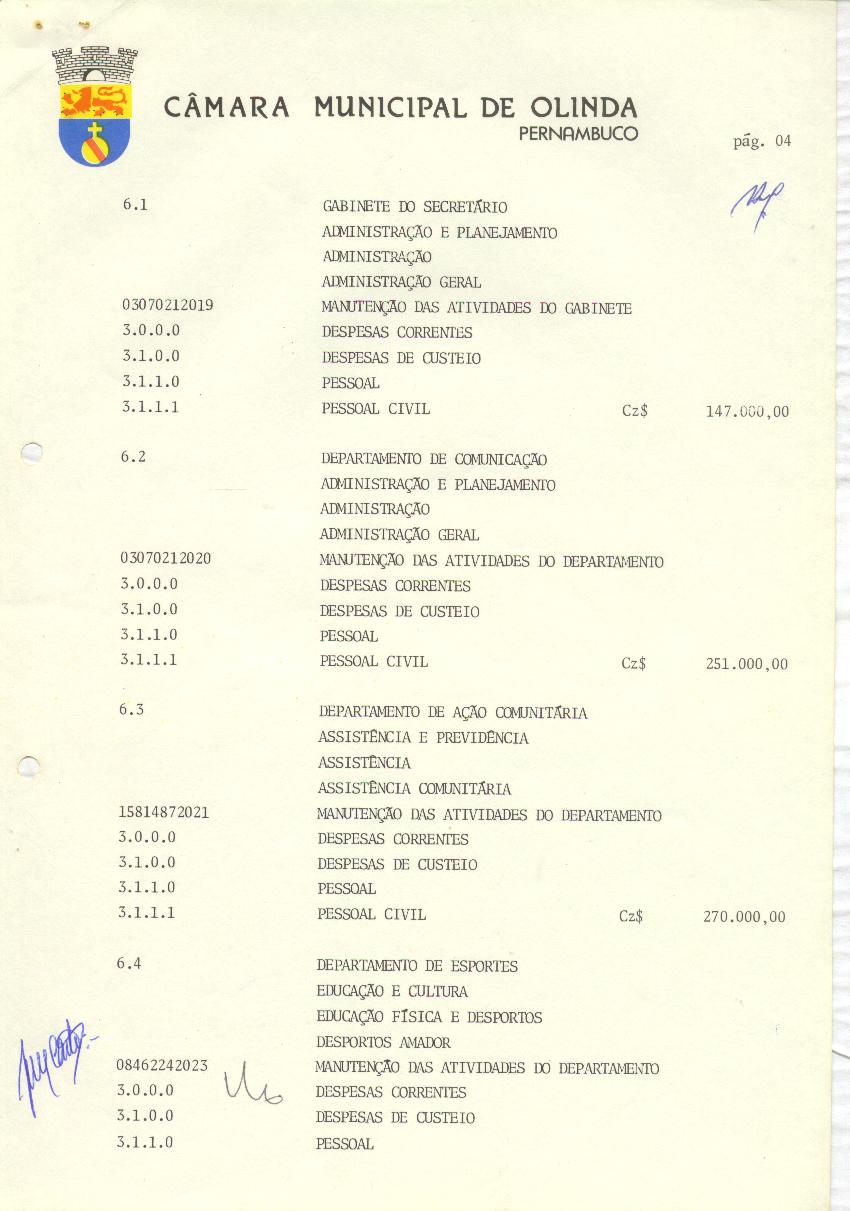 CÂMARA MUNICIPAL DE OLINDA
PERNAMBUCO
pág. 04
6.1 GABINETE DO SECRETÁRIO
ADMINISTRAÇÃO E PLANEJAMENTO
ADMINISTRAÇÃO
ADMINISTRAÇÃO GERAL
03070212019 MANUTENÇÃO DAS ATIVIDADES DO GABINETE
3.0.0.0 DESPESAS CORRENTES
3.1.0.0 DESPESAS DE CUSTEIO
3.1.1.0 PESSOAL
3.1.1.1 PESSOAL CIVIL Cz$ 147.000,00
6.2 DEPARTAMENTO DE COMUNICAÇÃO
ADMINISTRAÇÃO E PLANEJAMENTO
ADMINISTRAÇÃO
ADMINISTRAÇÃO GERAL
03070212020 MANUTENÇÃO DAS ATIVIDADES DO DEPARTAMENTO
3.0.0.0 DESPESAS CORRENTES
3.1.0.0 DESPESAS DE CUSTEIO
3.1.1.0 PESSOAL
3.1.1.1 PESSOAL CIVIL Cz$ 251.000,00
6.3 DEPARTAMENTO DE AÇÃO COMUNITÁRIA
ASSISTÊNCIA E PREVIDÊNCIA
ASSISTÊNCIA
ASSISTÊNCIA COMUNITÁRIA
15814872021 MANUTENÇÃO DAS ATIVIDADES DO DEPARTAMENTO
3.0.0.0 DESPESAS CORRENTES
3.1.0.0 DESPESAS DE CUSTEIO
3.1.1.0 PESSOAL
3.1.1.1 PESSOAL CIVIL Cz$ 270.000,00
6.4 DEPARTAMENTO DE ESPORTES
EDUCAÇÃO E CULTURA
EDUCAÇÃO FÍSICA E DESPORTOS
DESPORTOS AMADOR
08462242023 MANUTENÇÃO DAS ATIVIDADES DO DEPARTAMENTO
3.0.0.0 DESPESAS CORRENTES
3.1.0.0 DESPESAS DE CUSTEIO
3.1.1.0 PESSOAL